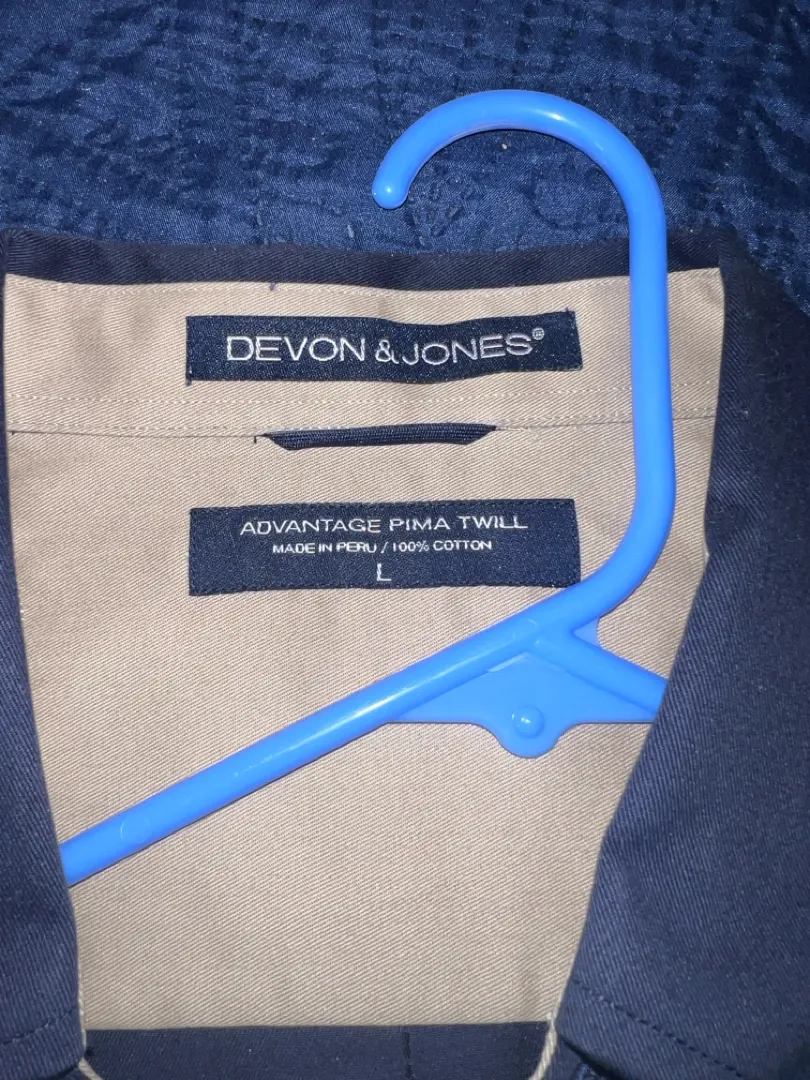 DEVON & JONES®
ADVANTAGE PIMA TWILL
MADE IN PERU / 100% COTTON
L